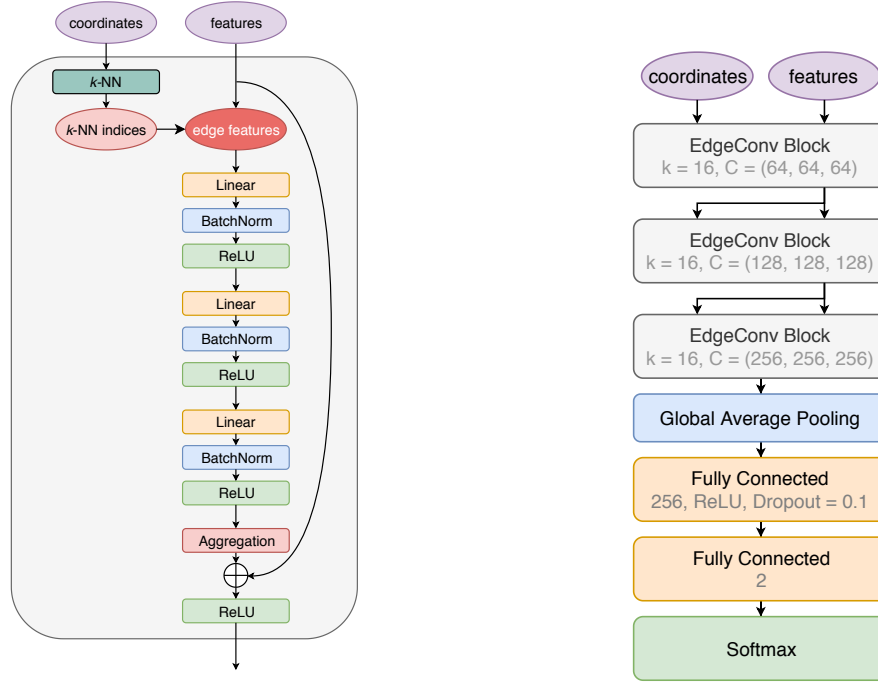 coordinates
features
k-NN
k-NN indices
edge features
Linear
BatchNorm
ReLU
Linear
BatchNorm
ReLU
Linear
BatchNorm
ReLU
Aggregation
ReLU
coordinates
features
EdgeConv Block
k = 16, C = (64, 64, 64)
EdgeConv Block
k = 16, C = (128, 128, 128)
EdgeConv Block
k = 16, C = (256, 256, 256)
Global Average Pooling
Fully Connected
256, ReLU, Dropout = 0.1
Fully Connected
2
Softmax